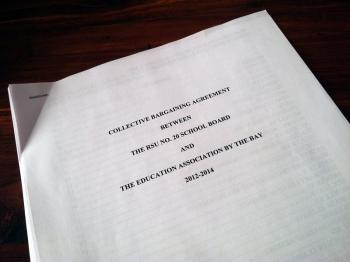 COLLECTIVE BARGAINING AGREEMENT
BETWEEN
THE RSU NO. 20 SCHOOL BOARD
AND
THE EDUCATION ASSOCIATION BY THE BAY
2012-2014